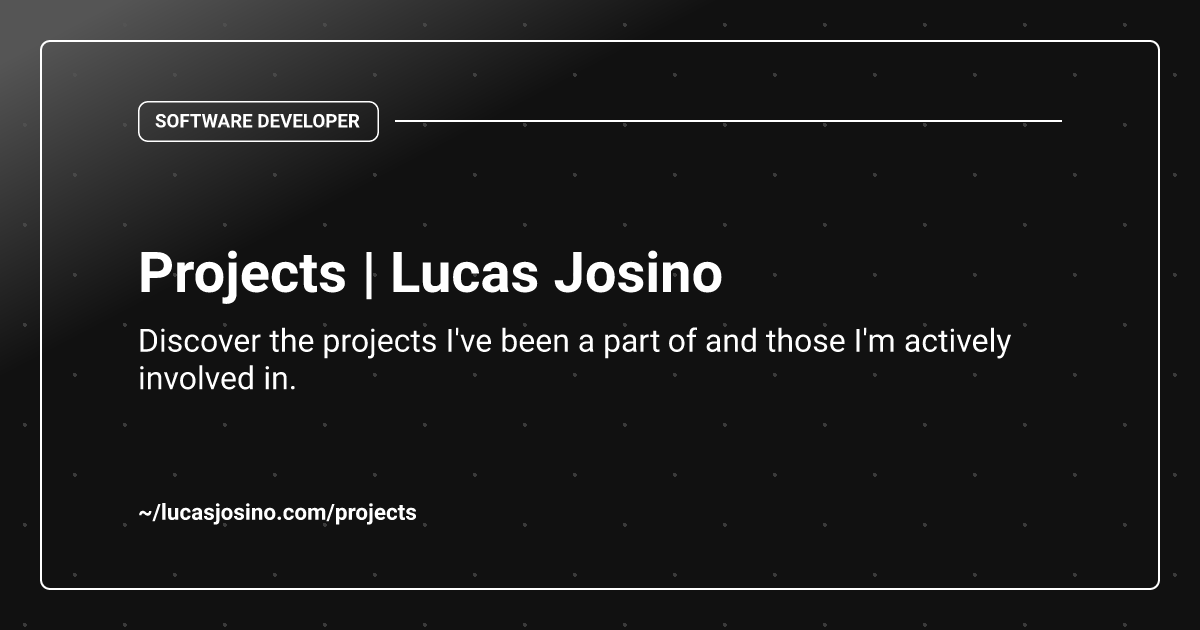 SOFTWARE DEVELOPER
Projects | Lucas Josino
Discover the projects I've been a part of and those I'm actively
involved in.
~/lucasjosino.com/projects